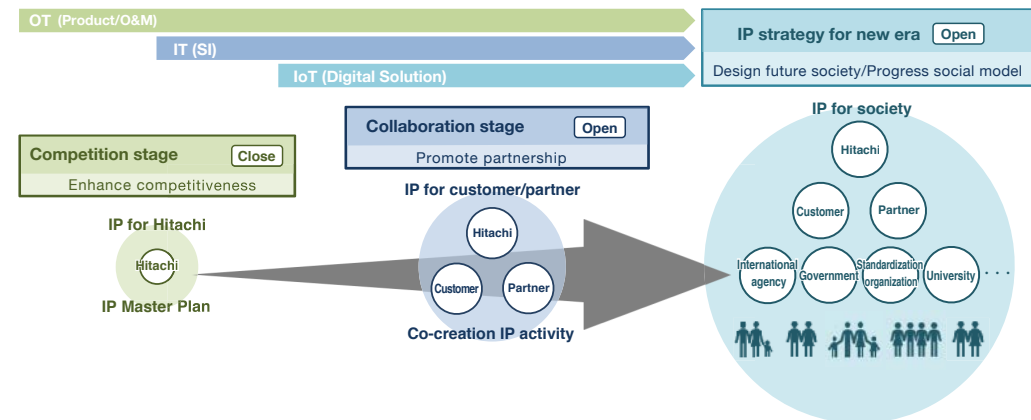 OT (Product/O&M)
IT (SI)
IoT (Digital Solution)
IP strategy for new era Open
Design future society/Progress social model
Competition stage Close
Enhance competitiveness
IP for Hitachi
Hitachi
IP Master Plan
Collaboration stage Open
Promote partnership
IP for customer/partner
Hitachi
Customer
Partner
Co-creation IP activity
IP for society
Hitachi
Customer
Partner
International
agency
Government
Standardization
organization
University
···